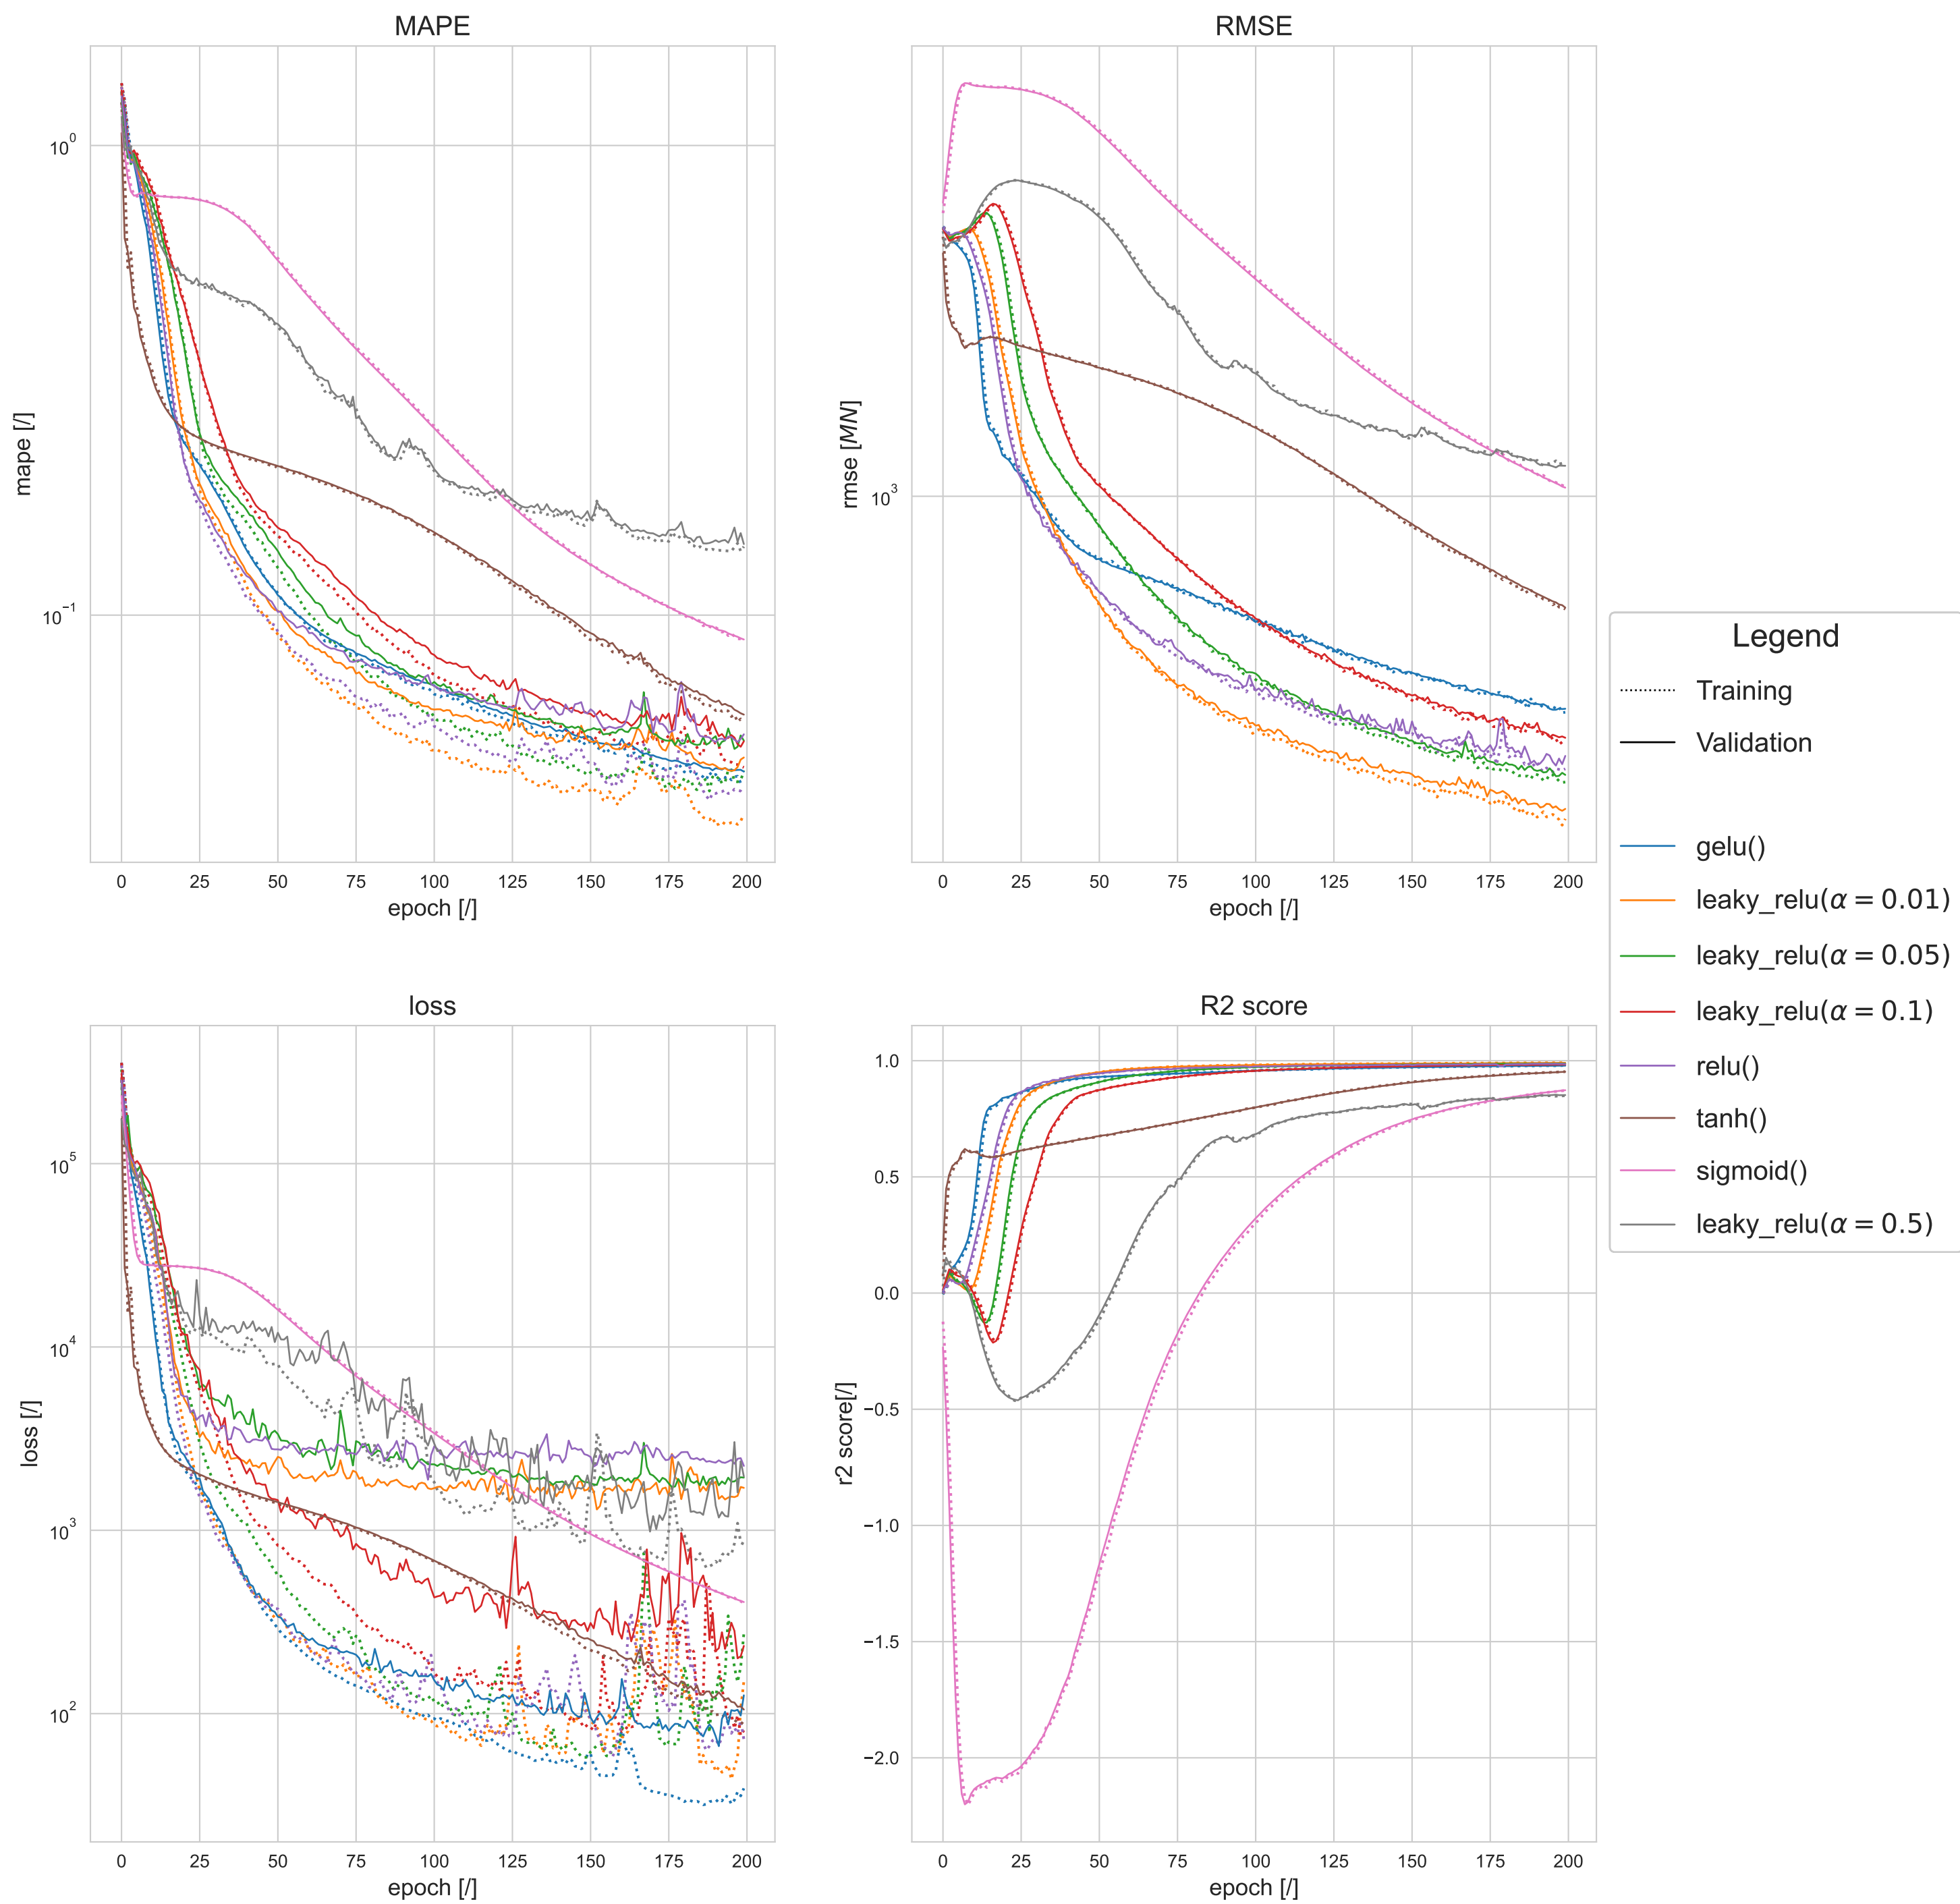 MAPE
10^0
10^-1
mape [/]
0 25 50 75 100 125 150 175 200
epoch [/]
RMSE
10^3
rmse [MN]
0 25 50 75 100 125 150 175 200
epoch [/]
loss
10^5
10^4
10^3
10^2
loss [/]
0 25 50 75 100 125 150 175 200
epoch [/]
R2 score
1.0
0.5
0.0
−0.5
−1.0
−1.5
−2.0
r2 score[/]
0 25 50 75 100 125 150 175 200
epoch [/]
Legend
Training
Validation
gelu()
leaky_relu(α = 0.01)
leaky_relu(α = 0.05)
leaky_relu(α = 0.1)
relu()
tanh()
sigmoid()
leaky_relu(α = 0.5)